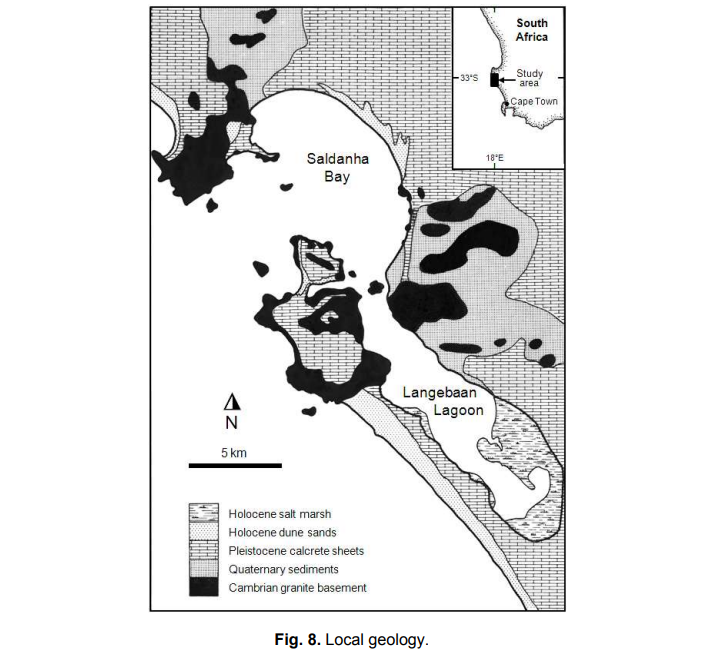 South
Africa
33°S
Study
area
Cape Town
18°E
Saldanha
Bay
Langebaan
Lagoon
N
5 km
Holocene salt marsh
Holocene dune sands
Pleistocene calcrete sheets
Quaternary sediments
Cambrian granite basement
Fig. 8. Local geology.